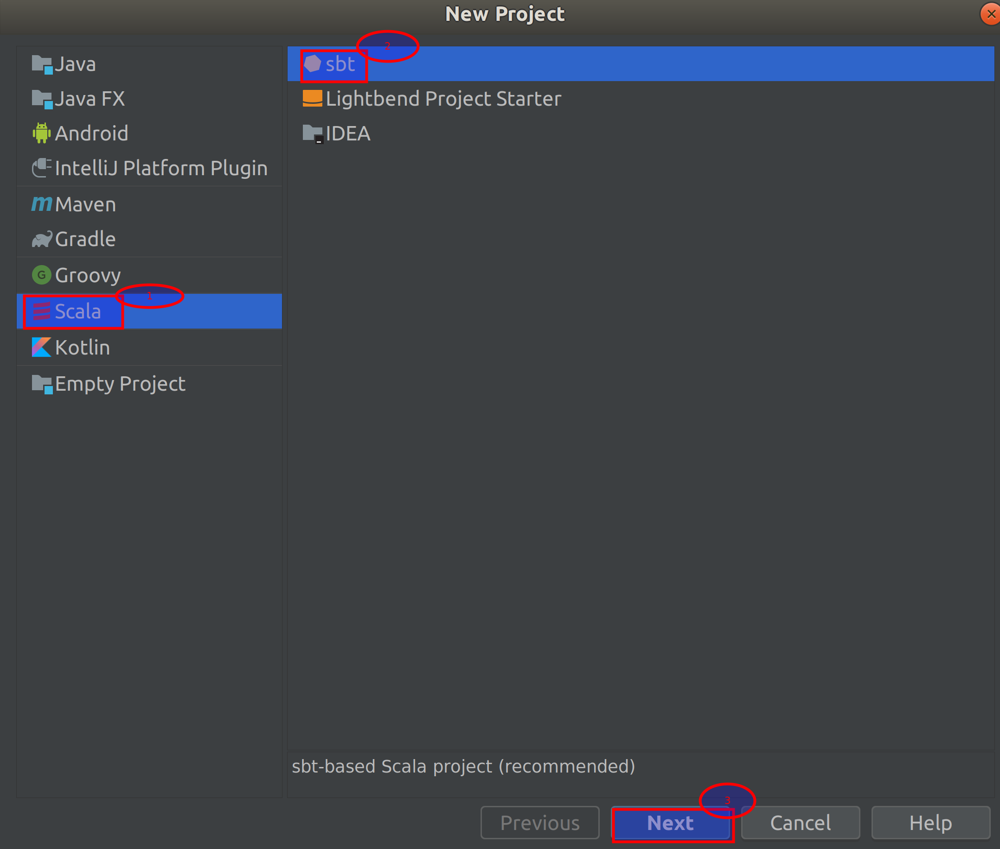 New Project
Java
Java FX
Android
IntelliJ Platform Plugin
m Maven
Gradle
G Groovy
1
Scala
Kotlin
Empty Project
2
sbt
Lightbend Project Starter
IDEA
sbt-based Scala project (recommended)
3
Previous Next Cancel Help